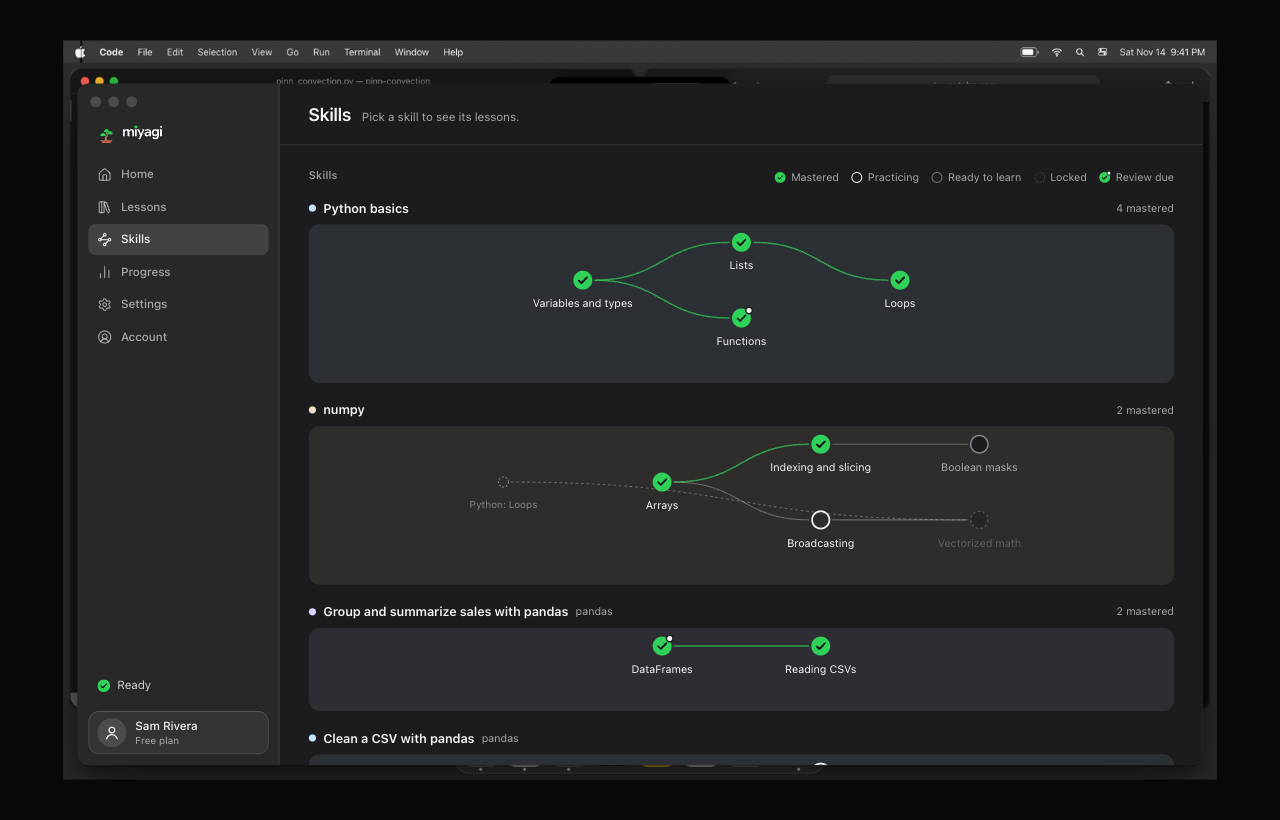 Code File Edit Selection View Go Run Terminal Window Help Sat Nov 14 9:41 PM
pinn_convection.py — pinn-convection
miyagi
Home
Lessons
Skills
Progress
Settings
Account
Ready
Sam Rivera
Free plan
Skills Pick a skill to see its lessons.
Skills Mastered Practicing Ready to learn Locked Review due
Python basics 4 mastered
Lists
Variables and types Loops
Functions
numpy 2 mastered
Indexing and slicing Boolean masks
Python: Loops Arrays
Broadcasting Vectorized math
Group and summarize sales with pandas pandas 2 mastered
DataFrames Reading CSVs
Clean a CSV with pandas pandas